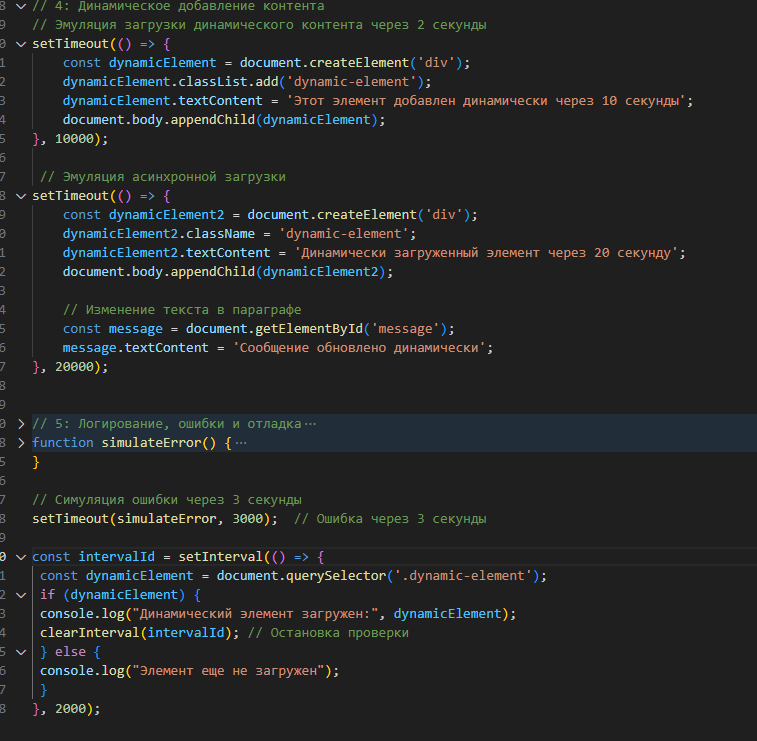 // 4: Динамическое добавление контента
// Эмуляция загрузки динамического контента через 2 секунды
setTimeout(() => {
    const dynamicElement = document.createElement('div');
    dynamicElement.classList.add('dynamic-element');
    dynamicElement.textContent = 'Этот элемент добавлен динамически через 10 секунды';
    document.body.appendChild(dynamicElement);
}, 10000);
 // Эмуляция асинхронной загрузки
setTimeout(() => {
    const dynamicElement2 = document.createElement('div');
    dynamicElement2.className = 'dynamic-element';
    dynamicElement2.textContent = 'Динамически загруженный элемент через 20 секунду';
    document.body.appendChild(dynamicElement2);
    // Изменение текста в параграфе
    const message = document.getElementById('message');
    message.textContent = 'Сообщение обновлено динамически';
}, 20000);
// 5: Логирование, ошибки и отладка ···
function simulateError() { ···
}
// Симуляция ошибки через 3 секунды
setTimeout(simulateError, 3000);  // Ошибка через 3 секунды
const intervalId = setInterval(() => {
 const dynamicElement = document.querySelector('.dynamic-element');
 if (dynamicElement) {
 console.log("Динамический элемент загружен:", dynamicElement);
 clearInterval(intervalId); // Остановка проверки
 } else {
 console.log("Элемент еще не загружен");
 }
}, 2000);